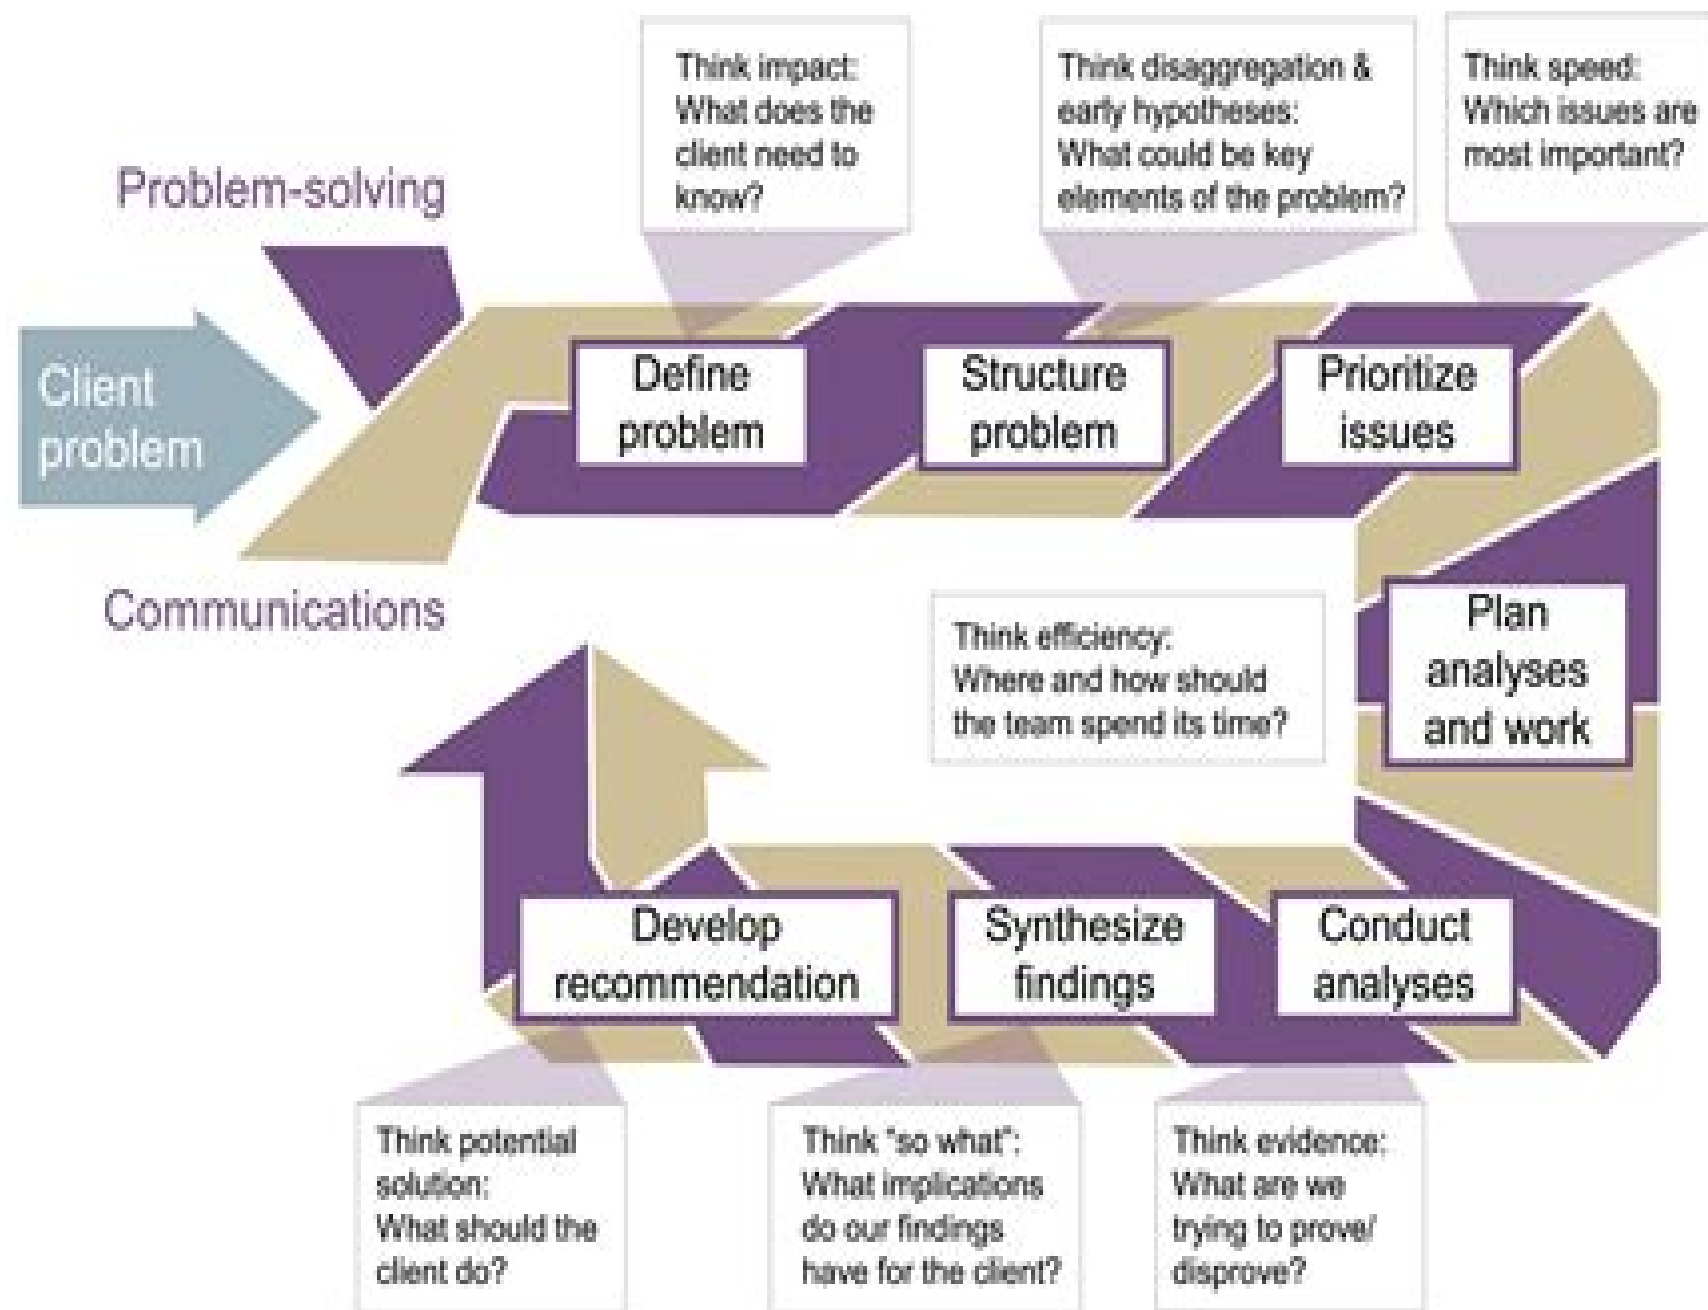 Think impact:
What does the
client need to
know?
Think disaggregation &
early hypotheses:
What could be key
elements of the problem?
Think speed:
Which issues are
most important?
Problem-solving
Client
problem
Define
problem
Structure
problem
Prioritize
issues
Communications
Think efficiency:
Where and how should
the team spend its time?
Plan
analyses
and work
Develop
recommendation
Synthesize
findings
Conduct
analyses
Think potential
solution:
What should the
client do?
Think "so what":
What implications
do our findings
have for the client?
Think evidence:
What are we
trying to prove/
disprove?